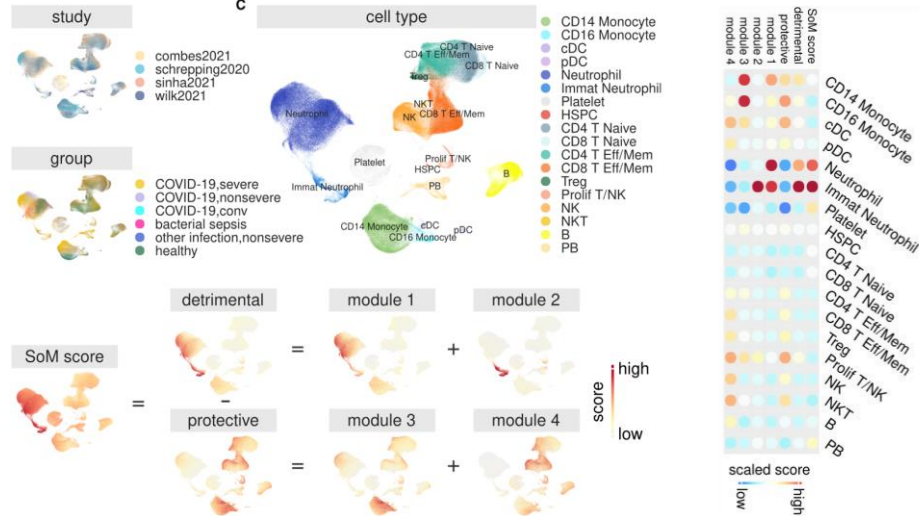 study
combes2021
schrepping2020
sinha2021
wilk2021
group
COVID-19,severe
COVID-19,nonsevere
COVID-19,conv
bacterial sepsis
other infection,nonsevere
healthy
C
cell type
CD4 T Naive
CD4 T Eff/Mem
CD8 T Naive
Treg
Neutrophil
NKT
NK
CD8 T Eff/Mem
Platelet
Prolif T/NK
HSPC
Immat Neutrophil
PB
B
CD14 Monocyte
cDC
CD16 Monocyte
pDC
CD14 Monocyte
CD16 Monocyte
cDC
pDC
Neutrophil
Immat Neutrophil
Platelet
HSPC
CD4 T Naive
CD8 T Naive
CD4 T Eff/Mem
CD8 T Eff/Mem
Treg
Prolif T/NK
NK
NKT
B
PB
SoM score
=
detrimental
=
module 1
+
module 2
-
protective
=
module 3
+
module 4
score
high
low
module 4
module 3
module 2
module 1
protective
detrimental
SoM score
CD14 Monocyte
CD16 Monocyte
cDC
pDC
Neutrophil
Immat Neutrophil
Platelet
HSPC
CD4 T Naive
CD8 T Naive
CD4 T Eff/Mem
CD8 T Eff/Mem
Treg
Prolif T/NK
NK
NKT
B
PB
scaled score
low
high